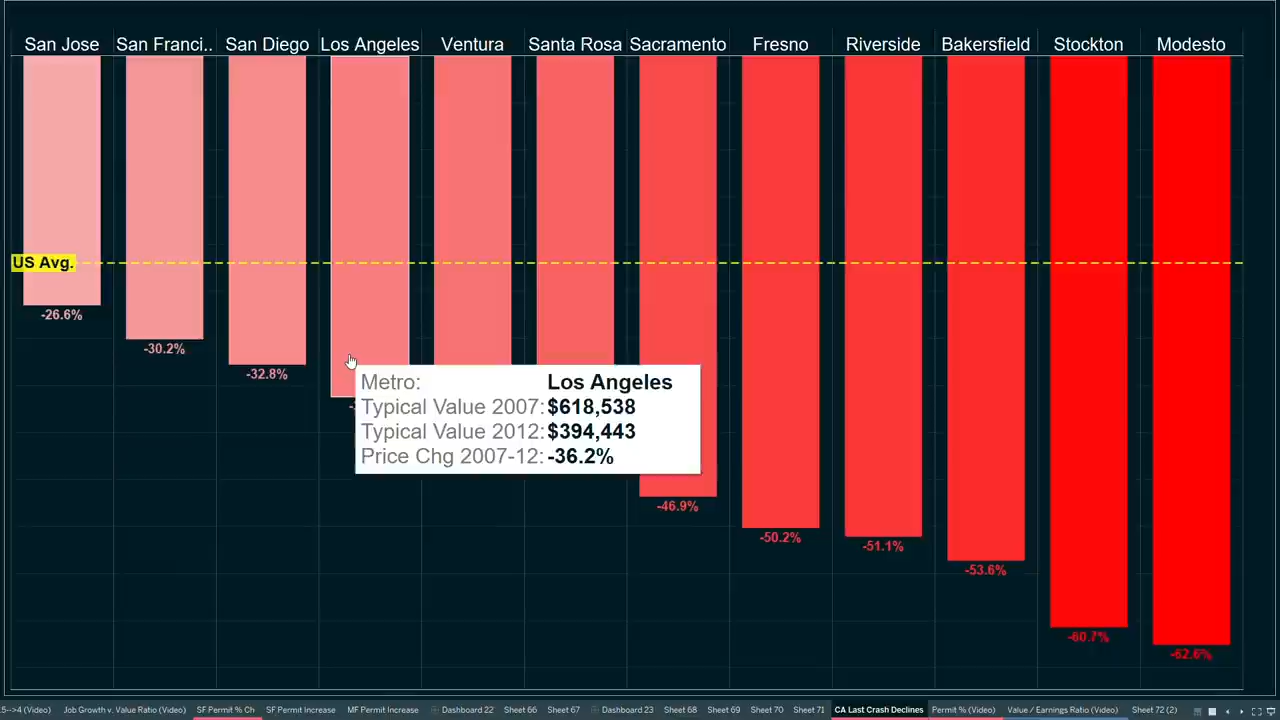 San Jose San Franci.. San Diego Los Angeles Ventura Santa Rosa Sacramento Fresno Riverside Bakersfield Stockton Modesto
US Avg.
-26.6%
-30.2%
-32.8%
Metro: Los Angeles
Typical Value 2007: $618,538
Typical Value 2012: $394,443
Price Chg 2007-12: -36.2%
-46.9%
-50.2%
-51.1%
-53.6%
-60.7%
-62.6%
5-->4 (Video) Job Growth v. Value Ratio (Video) SF Permit % Ch SF Permit Increase MF Permit Increase Dashboard 22 Sheet 66 Sheet 67 Dashboard 23 Sheet 68 Sheet 69 Sheet 70 Sheet 71 CA Last Crash Declines Permit % (Video) Value / Earnings Ratio (Video) Sheet 72 (2)